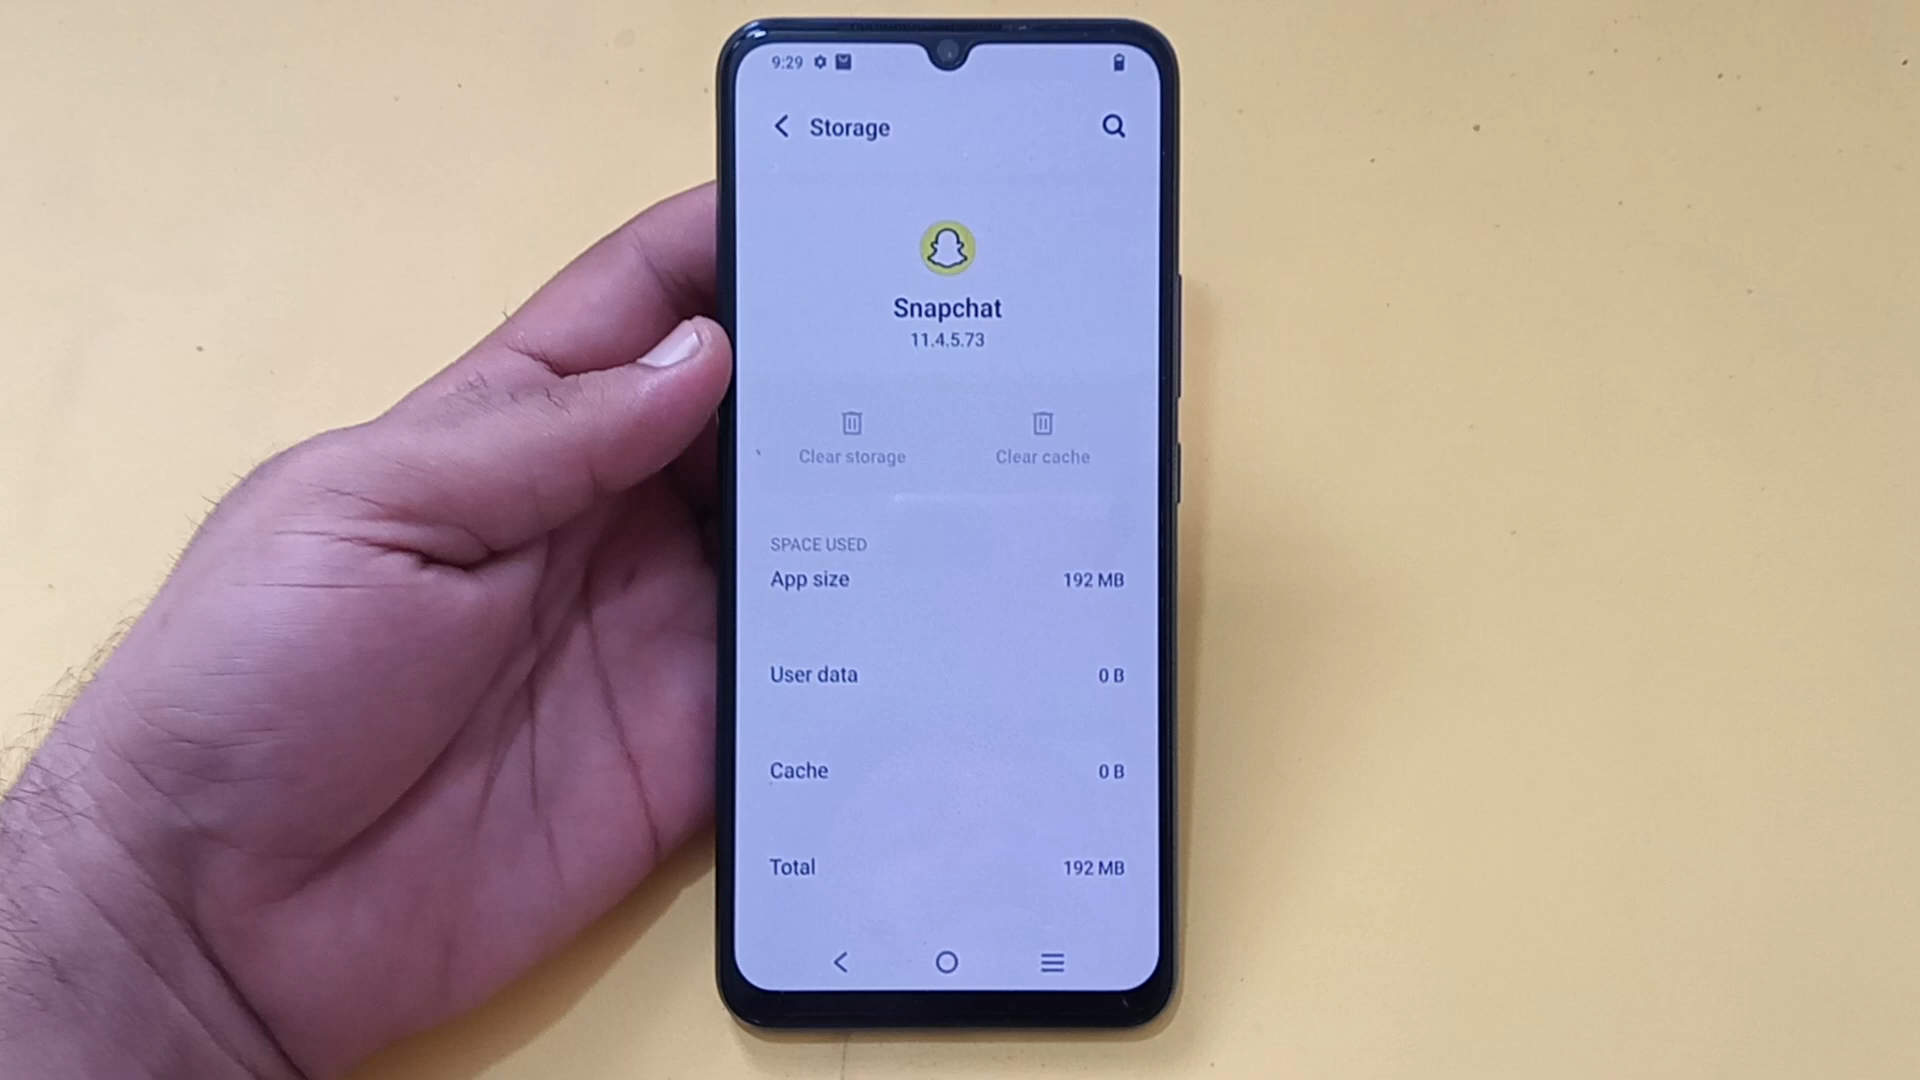 9:29
Storage
Snapchat
11.4.5.73
Clear storage Clear cache
SPACE USED
App size 192 MB
User data 0 B
Cache 0 B
Total 192 MB